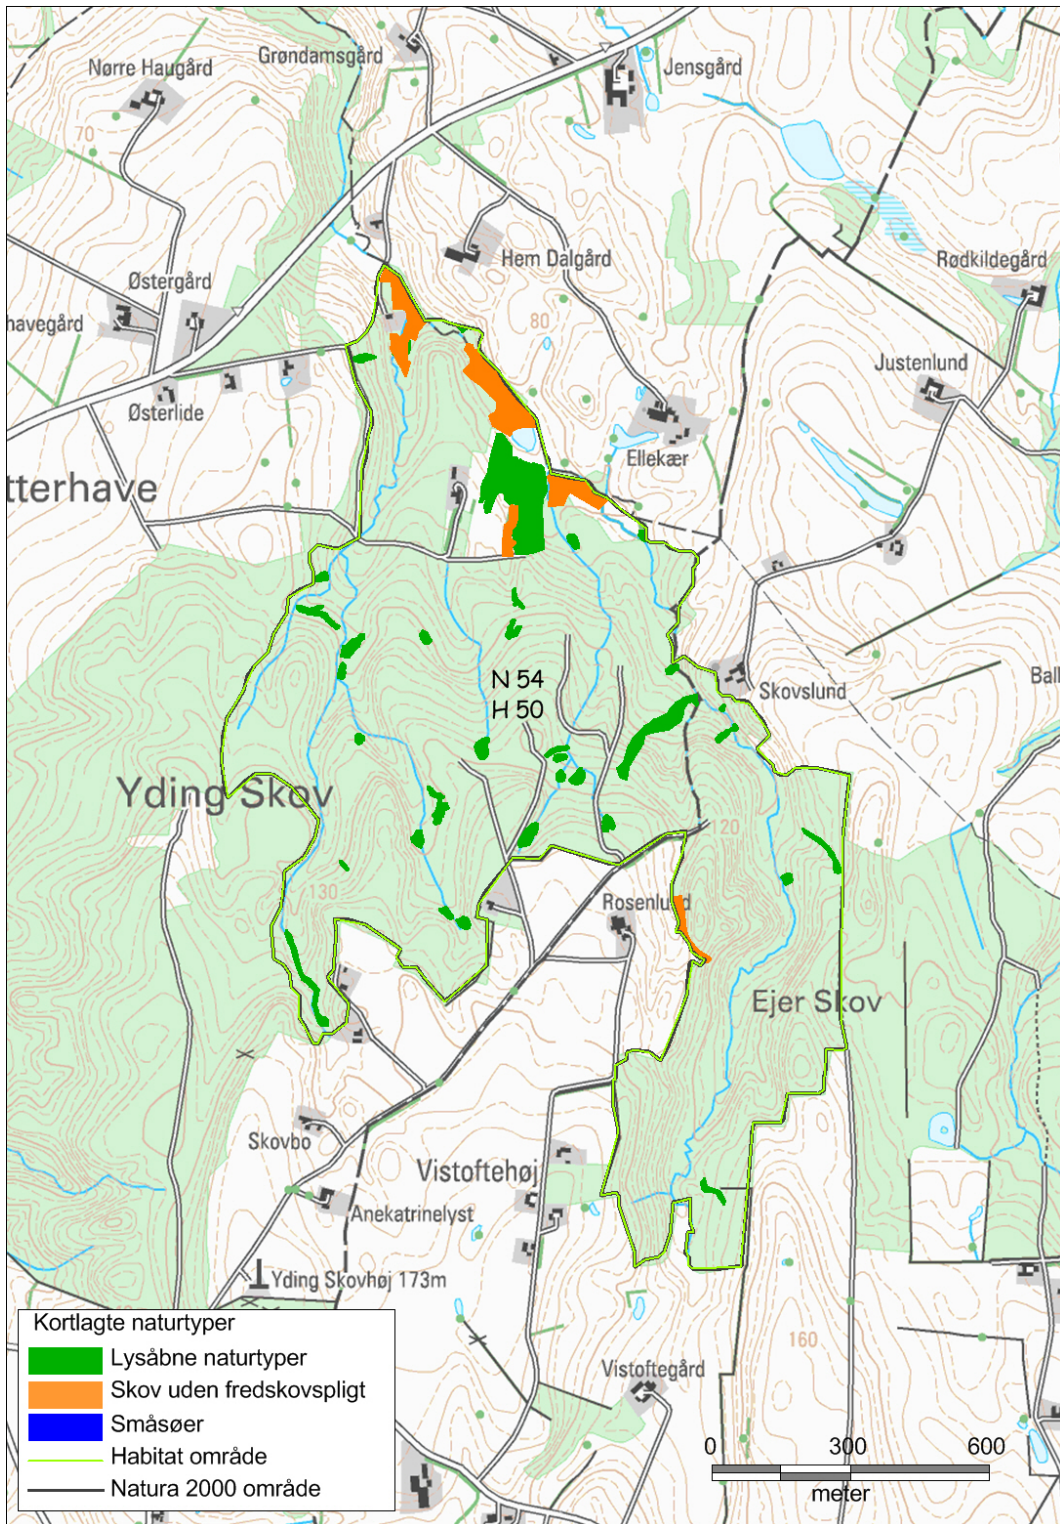 Grøndamsgård
Nørre Haugård
Jensgård
70
Hem Dalgård
Rødkildegård
Østergård
havegård
80
Justenlund
Østerlide
Ellekær
tterhave
N 54
H 50
Skovslund
Ball
Yding Skov
120
130
Rosenlund
Ejer Skov
Skovbo
Vistoftehøj
Anekatrinelyst
Yding Skovhøj 173m
160
Vistoftegård
Kortlagte naturtyper
Lysåbne naturtyper
Skov uden fredskovspligt
Småsøer
Habitat område
Natura 2000 område
0 300 600
meter